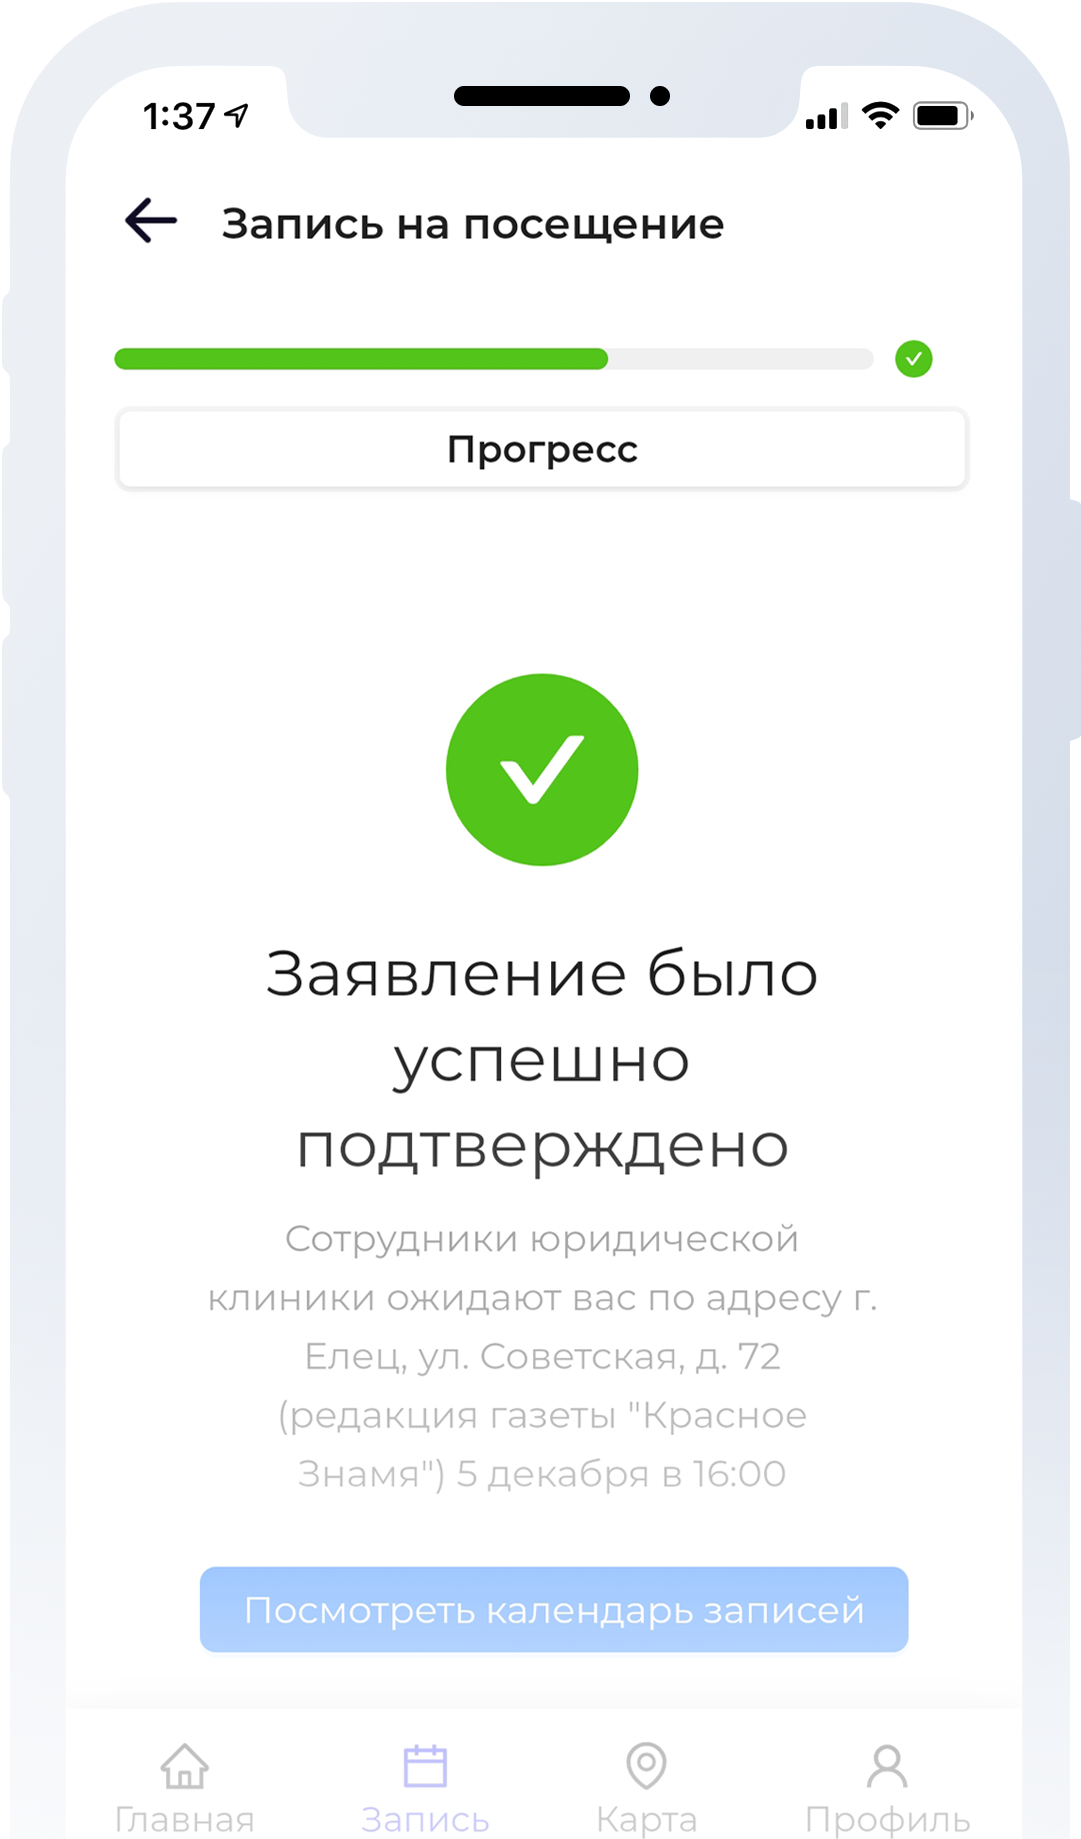 1:37
Запись на посещение
Прогресс
Заявление было
успешно
подтверждено
Сотрудники юридической
клиники ожидают вас по адресу г.
Елец, ул. Советская, д. 72
(редакция газеты "Красное
Знамя") 5 декабря в 16:00
Посмотреть календарь записей
Главная Запись Карта Профиль